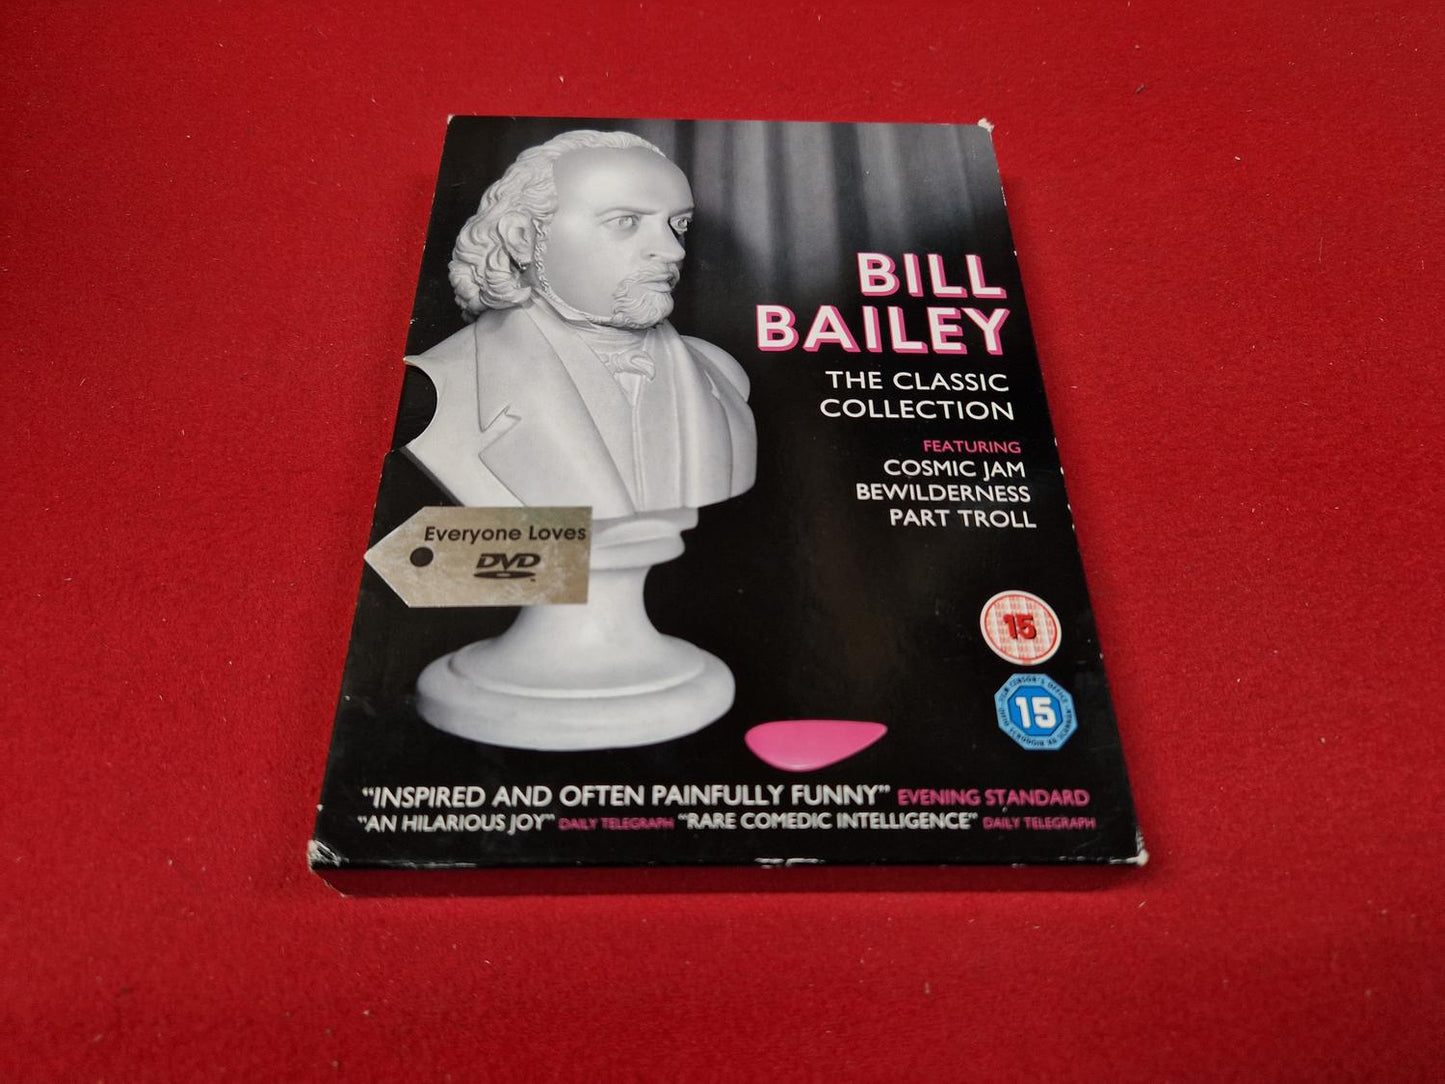 BILL
BAILEY
THE CLASSIC
COLLECTION
FEATURING
COSMIC JAM
BEWILDERNESS
PART TROLL
Everyone Loves
DVD
15
15
"INSPIRED AND OFTEN PAINFULLY FUNNY" EVENING STANDARD
"AN HILARIOUS JOY" DAILY TELEGRAPH "RARE COMEDIC INTELLIGENCE" DAILY TELEGRAPH